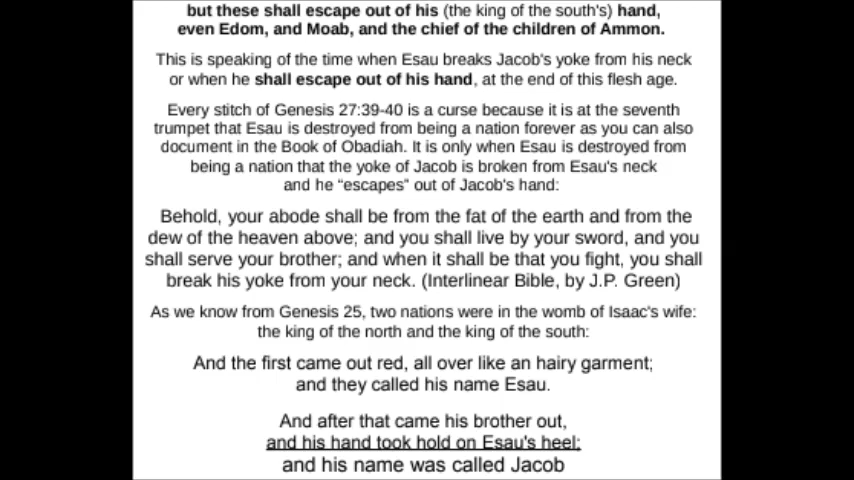 but these shall escape out of his (the king of the south's) hand,
even Edom, and Moab, and the chief of the children of Ammon.
This is speaking of the time when Esau breaks Jacob's yoke from his neck
or when he shall escape out of his hand, at the end of this flesh age.
Every stitch of Genesis 27:39-40 is a curse because it is at the seventh
trumpet that Esau is destroyed from being a nation forever as you can also
document in the Book of Obadiah. It is only when Esau is destroyed from
being a nation that the yoke of Jacob is broken from Esau's neck
and he “escapes” out of Jacob's hand:
Behold, your abode shall be from the fat of the earth and from the
dew of the heaven above; and you shall live by your sword, and you
shall serve your brother; and when it shall be that you fight, you shall
break his yoke from your neck. (Interlinear Bible, by J.P. Green)
As we know from Genesis 25, two nations were in the womb of Isaac's wife:
the king of the north and the king of the south:
And the first came out red, all over like an hairy garment;
and they called his name Esau.
And after that came his brother out,
and his hand took hold on Esau's heel;
and his name was called Jacob